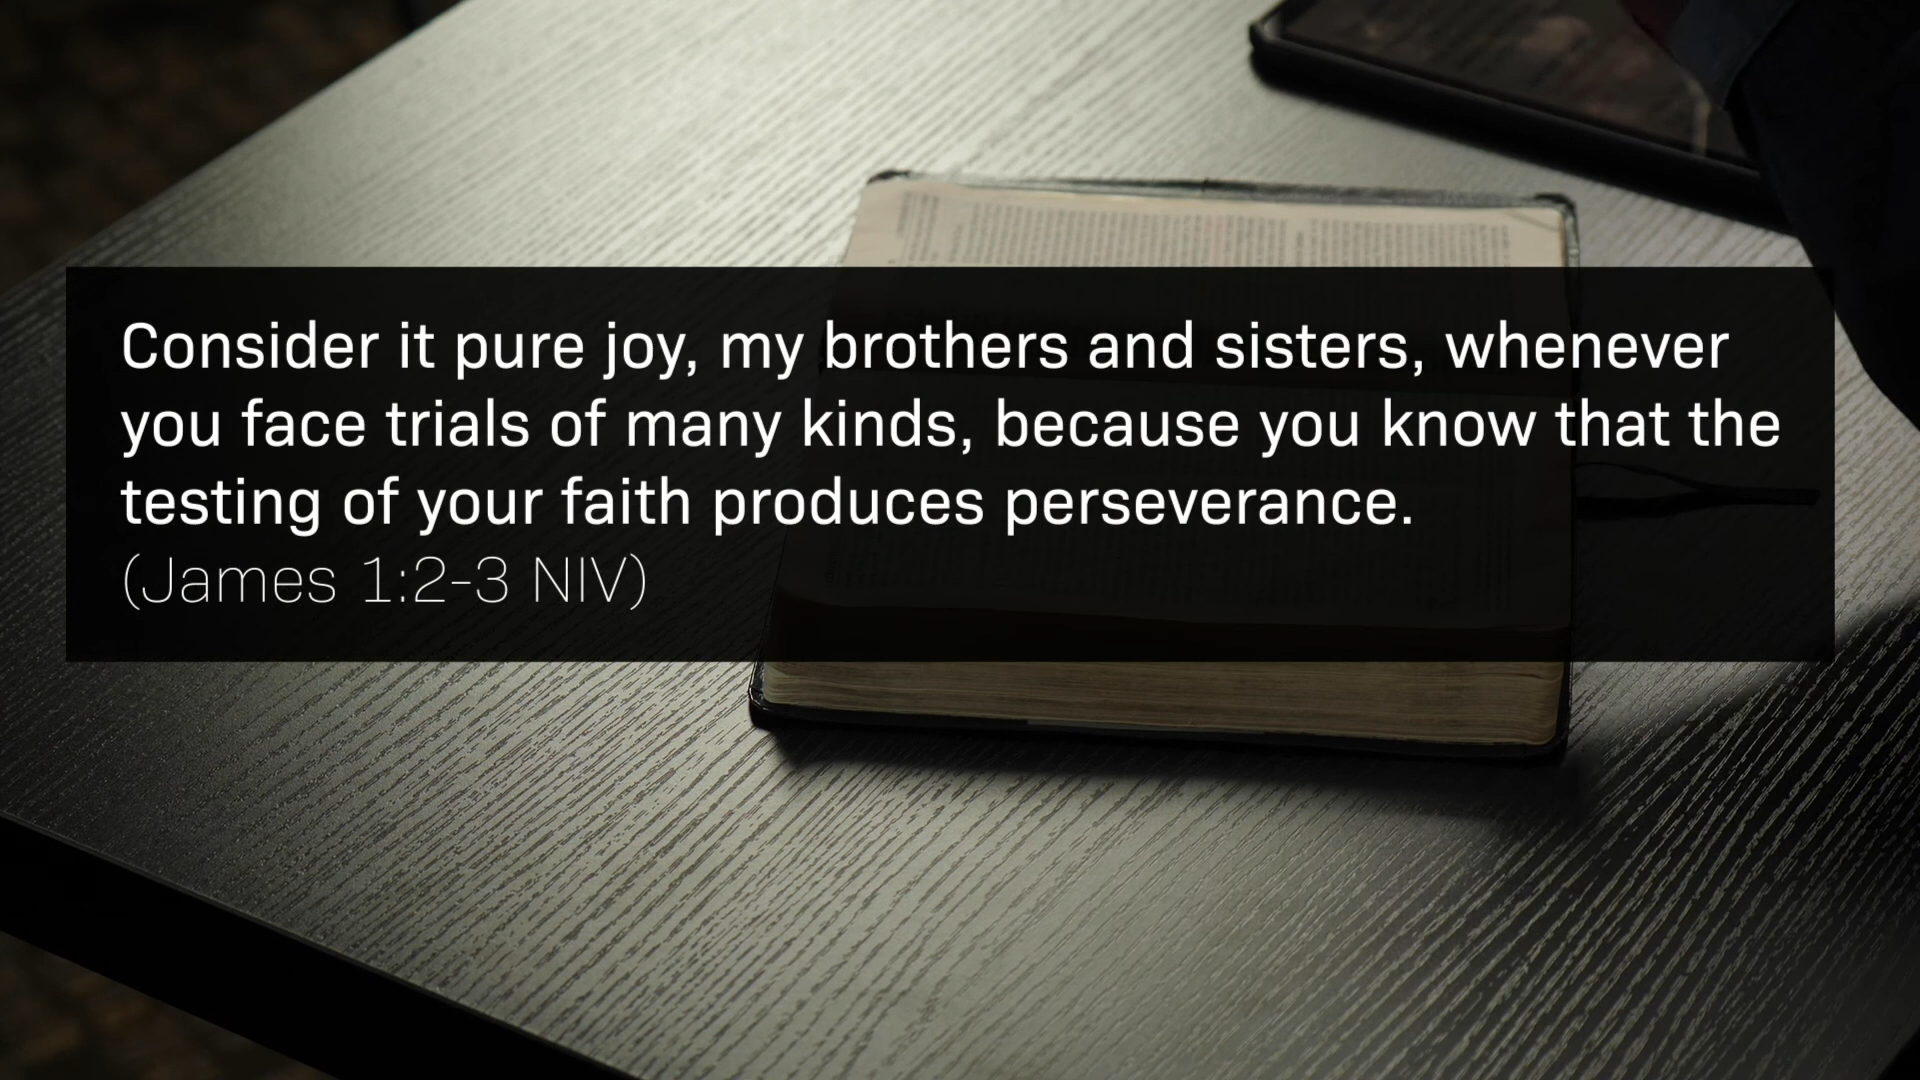 Consider it pure joy, my brothers and sisters, whenever
you face trials of many kinds, because you know that the
testing of your faith produces perseverance.
(James 1:2-3 NIV)